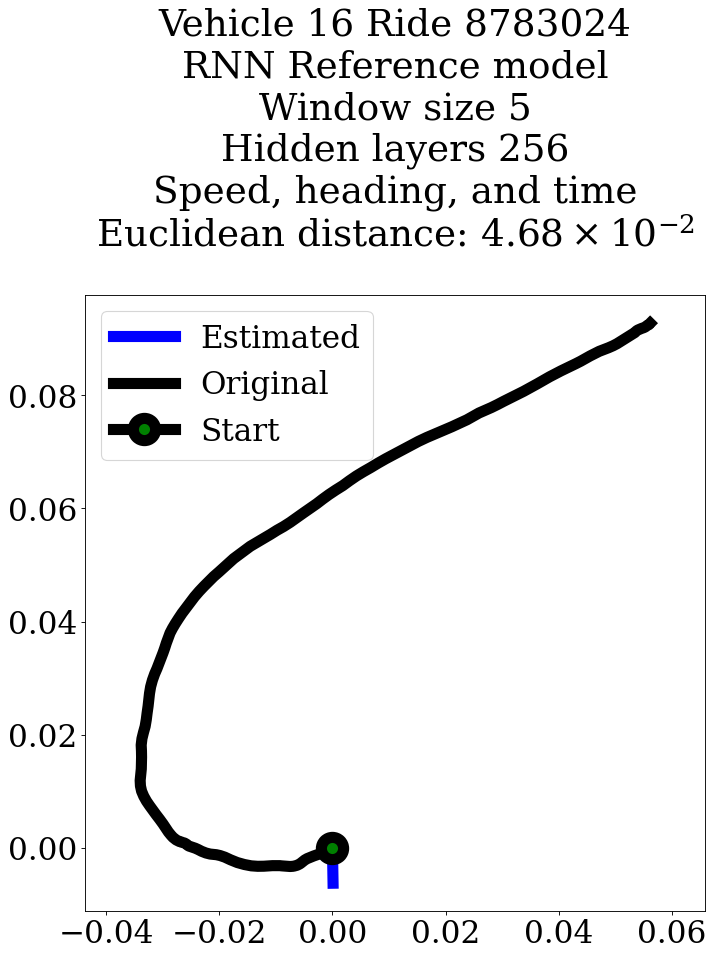 Vehicle 16 Ride 8783024
RNN Reference model
Window size 5
Hidden layers 256
Speed, heading, and time
Euclidean distance: 4.68 × 10⁻²
Estimated
Original
Start
0.08
0.06
0.04
0.02
0.00
−0.04 −0.02 0.00 0.02 0.04 0.06